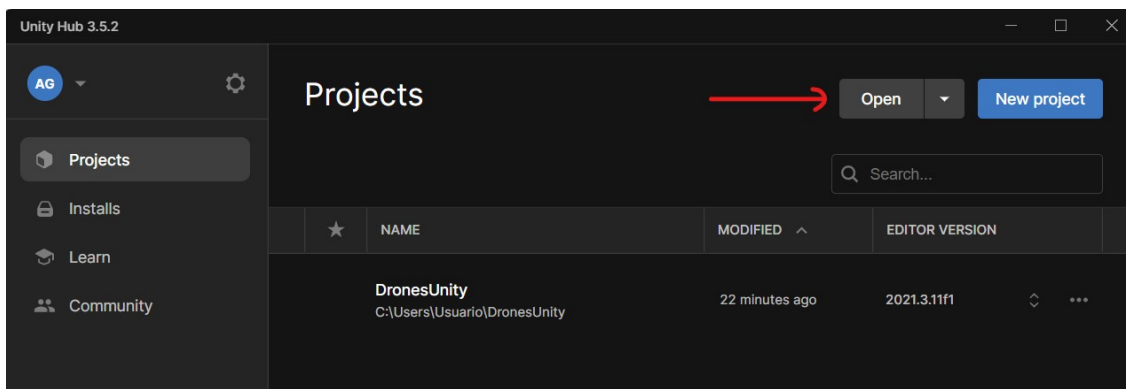 Unity Hub 3.5.2
AG
Projects
Open
New project
Projects
Search...
Installs
NAME
MODIFIED
EDITOR VERSION
Learn
DronesUnity
C:\Users\Usuario\DronesUnity
22 minutes ago
2021.3.11f1
Community